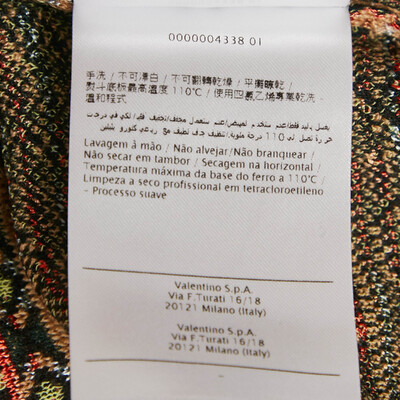 0000004338 01
手洗 / 不可漂白 / 不可翻轉乾燥 / 平攤晾乾 /
熨斗底板最高溫度 110℃ / 使用四氯乙烯專業乾洗 -
溫和程式
Lavagem à mão / Não alvejar/Não branquear/
Não secar em tambor / Secagem na horizontal /
Temperatura máxima da base do ferro a 110℃/
Limpeza a seco profissional em tetracloroetileno
- Processo suave
Valentino S.p.A.
Via F.Turati 16/18
20121 Milano (Italy)
Valentino S.p.A.
Via F.Turati 16/18
20121 Milano (Italy)